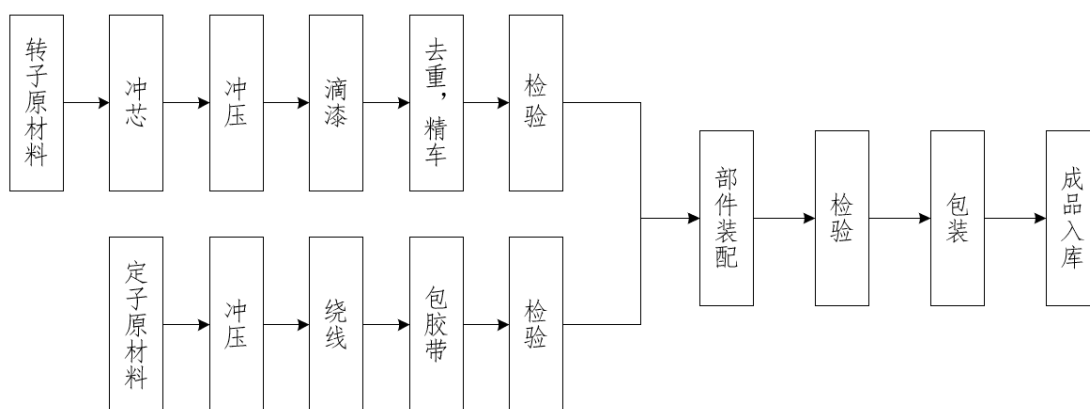 转子原材料
冲芯
冲压
滴漆
去重，精车
检验
定子原材料
冲压
绕线
包胶带
检验
部件装配
检验
包装
成品入库